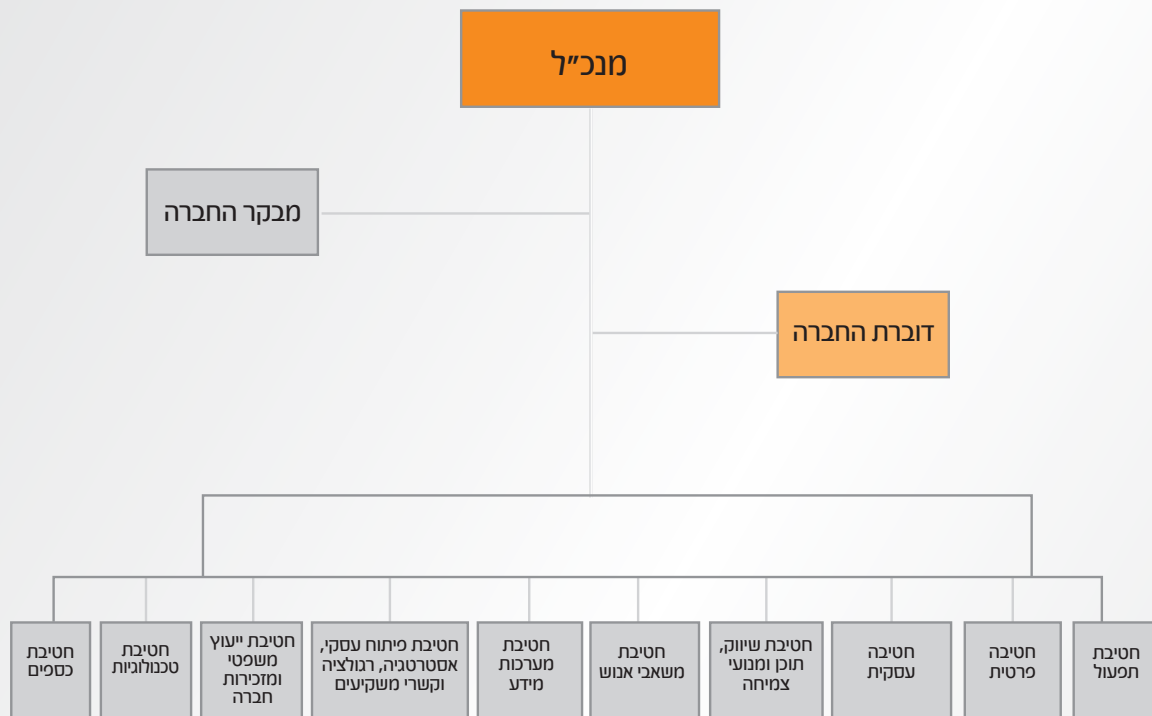 מנכ״ל
מבקר החברה
דוברת החברה
חטיבת
תפעול
חטיבה
פרטית
חטיבה
עסקית
חטיבת שיווק,
תוכן ומנועי
צמיחה
חטיבת
משאבי אנוש
חטיבת
מערכות
מידע
חטיבת פיתוח עסקי,
אסטרטגיה, רגולציה
וקשרי משקיעים
חטיבת ייעוץ
משפטי
ומזכירות
חברה
חטיבת
טכנולוגיות
חטיבת
כספים